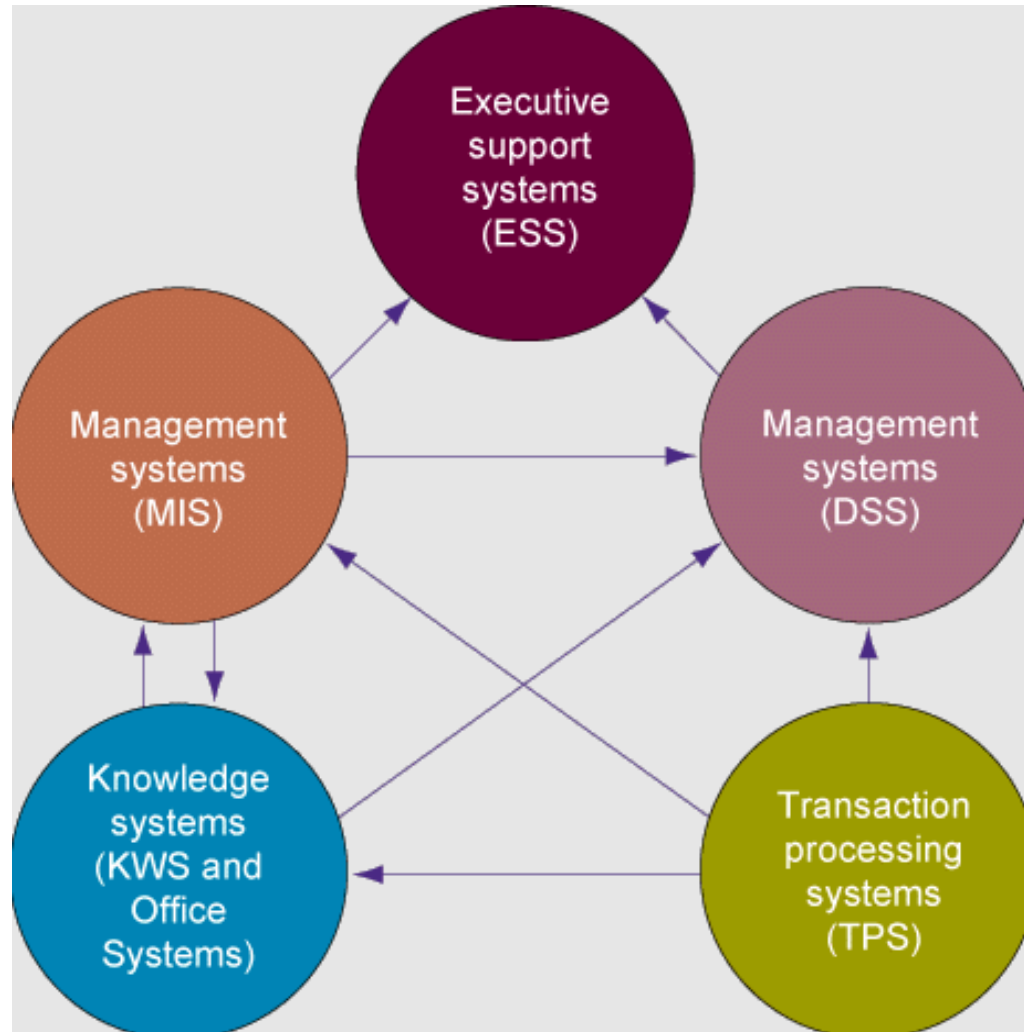 Executive
support
systems
(ESS)
Management
systems
(MIS)
Management
systems
(DSS)
Knowledge
systems
(KWS and
Office
Systems)
Transaction
processing
systems
(TPS)